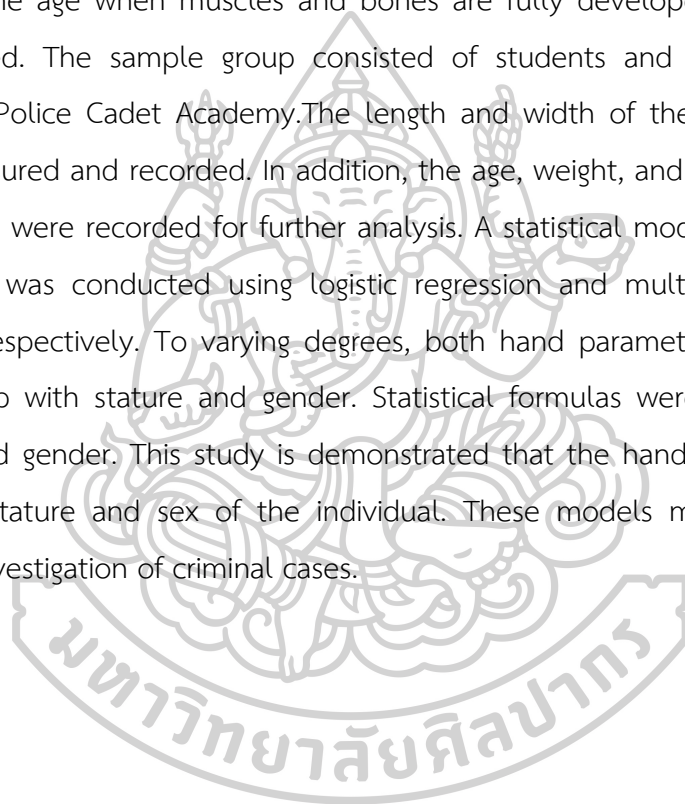 he age when muscles and bones are fully develope
ed. The sample group consisted of students and
Police Cadet Academy.The length and width of the
ured and recorded. In addition, the age, weight, and
were recorded for further analysis. A statistical mod
was conducted using logistic regression and mult
espectively. To varying degrees, both hand paramet
p with stature and gender. Statistical formulas were
d gender. This study is demonstrated that the hand
tature and sex of the individual. These models m
vestigation of criminal cases.
มหาวิทยาลัยศิลปากร